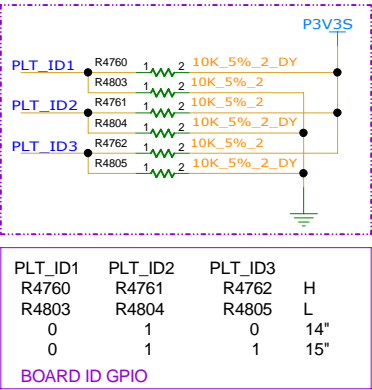 P3V3S
PLT_ID1 R4760 1 2 10K_5%_2_DY
R4803 1 2 10K_5%_2
PLT_ID2 R4761 1 2 10K_5%_2
R4804 1 2 10K_5%_2_DY
PLT_ID3 R4762 1 2 10K_5%_2
R4805 1 2 10K_5%_2_DY
PLT_ID1 PLT_ID2 PLT_ID3
R4760 R4761 R4762 H
R4803 R4804 R4805 L
0 1 0 14"
0 1 1 15"
BOARD ID GPIO